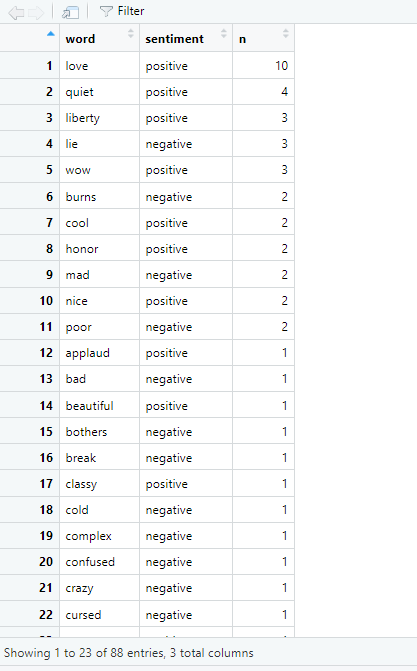 Filter
word sentiment n
1 love positive 10
2 quiet positive 4
3 liberty positive 3
4 lie negative 3
5 wow positive 3
6 burns negative 2
7 cool positive 2
8 honor positive 2
9 mad negative 2
10 nice positive 2
11 poor negative 2
12 applaud positive 1
13 bad negative 1
14 beautiful positive 1
15 bothers negative 1
16 break negative 1
17 classy positive 1
18 cold negative 1
19 complex negative 1
20 confused negative 1
21 crazy negative 1
22 cursed negative 1
Showing 1 to 23 of 88 entries, 3 total columns